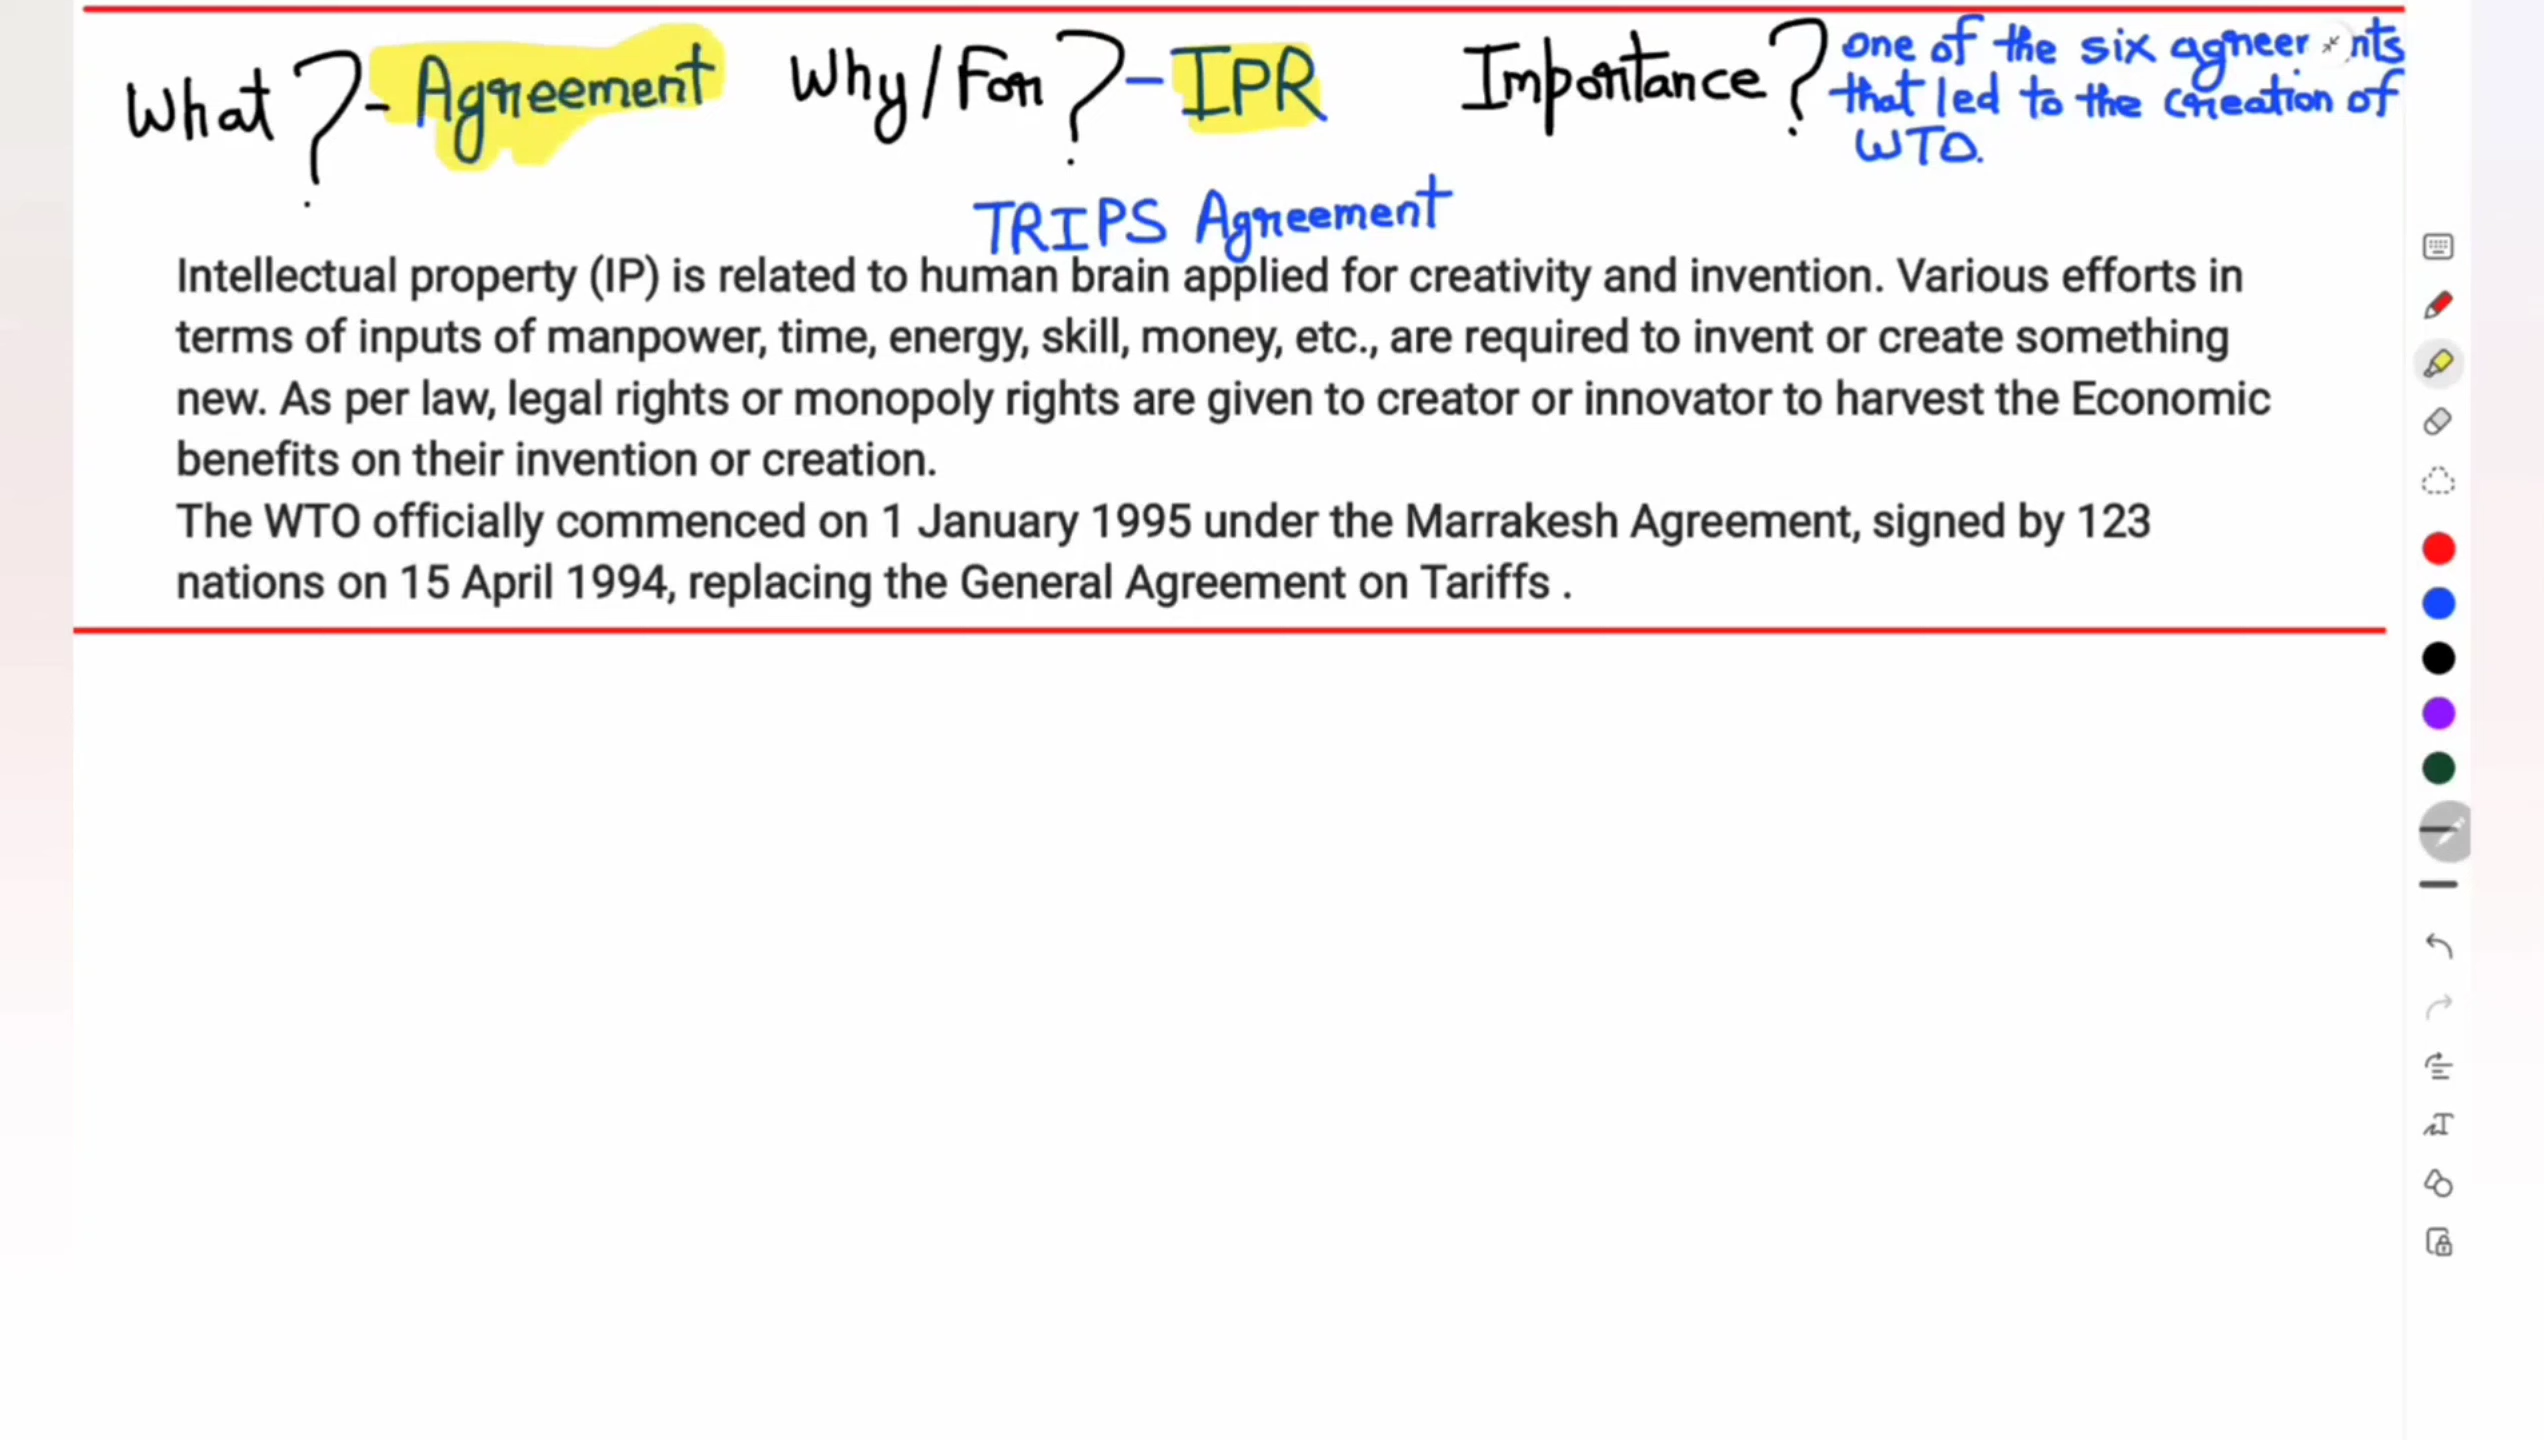 What? - Agreement Why/For? - IPR Importance? one of the six agreements
that led to the creation of
WTO.
TRIPS Agreement
Intellectual property (IP) is related to human brain applied for creativity and invention. Various efforts in
terms of inputs of manpower, time, energy, skill, money, etc., are required to invent or create something
new. As per law, legal rights or monopoly rights are given to creator or innovator to harvest the Economic
benefits on their invention or creation.
The WTO officially commenced on 1 January 1995 under the Marrakesh Agreement, signed by 123
nations on 15 April 1994, replacing the General Agreement on Tariffs .